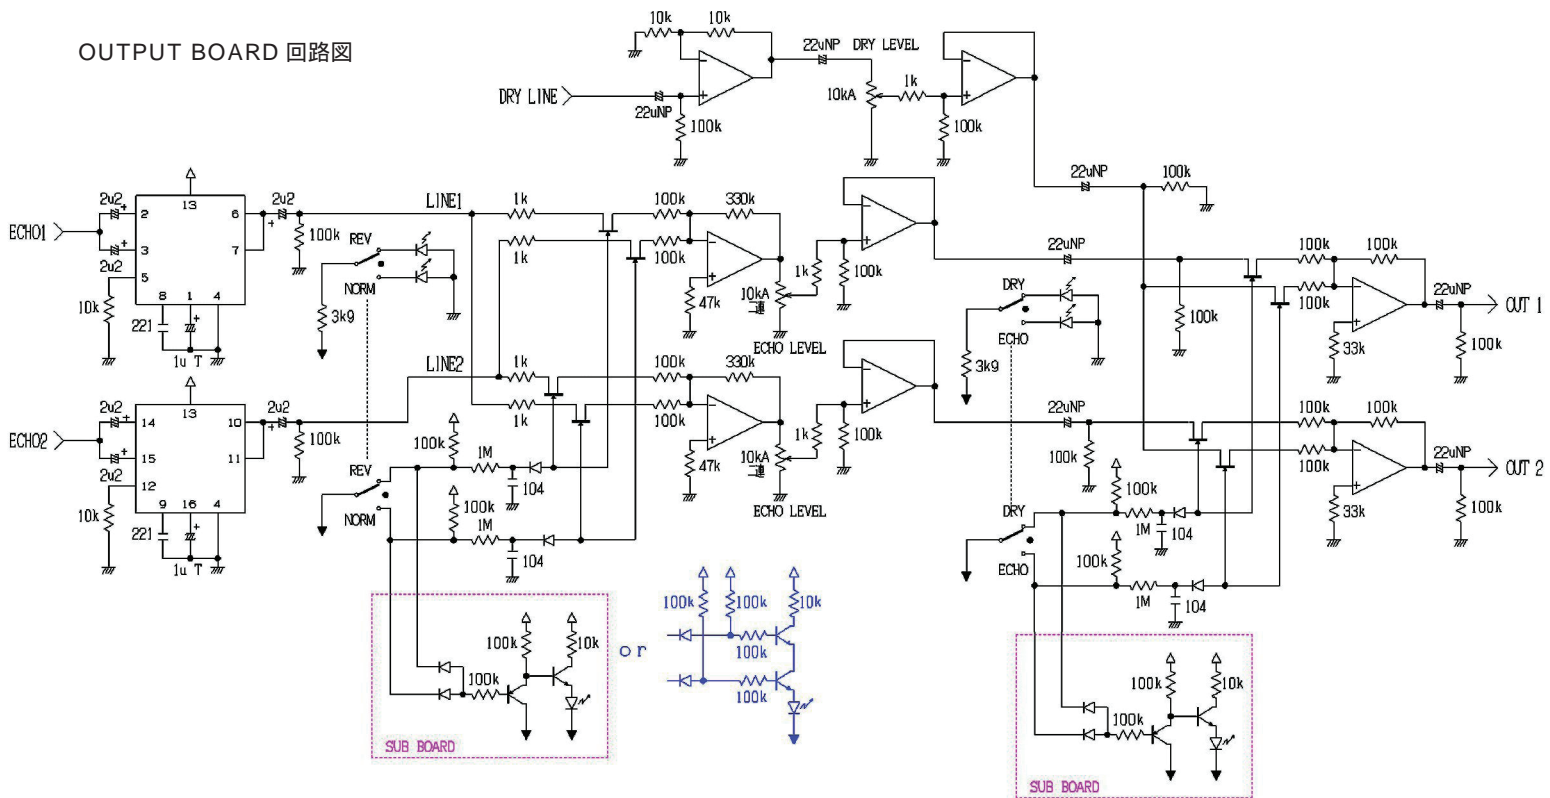 OUTPUT BOARD 回路図
10k
10k
22uNP
DRY LEVEL
DRY LINE
22uNP
100k
10kA
1k
100k
22uNP
100k
ECHO1
2u2
2
3
2u2
5
10k
13
6
7
8
1
4
221
1u T
2u2
100k
LINE1
REV
NORM
3k9
1k
1k
100k
330k
100k
47k
10kA
二連
ECHO LEVEL
1k
100k
22uNP
DRY
ECHO
3k9
100k
100k
100k
100k
33k
22uNP
100k
OUT 1
ECHO2
2u2
14
15
2u2
12
10k
13
10
11
9
16
4
221
1u T
2u2
100k
LINE2
REV
NORM
1k
1k
100k
330k
100k
47k
10kA
二連
ECHO LEVEL
1k
100k
100k
1M
104
100k
1M
104
22uNP
100k
DRY
ECHO
100k
1M
104
100k
1M
104
100k
100k
100k
33k
22uNP
100k
OUT 2
100k
10k
100k
SUB BOARD
or
100k
100k
10k
100k
100k
100k
10k
100k
SUB BOARD